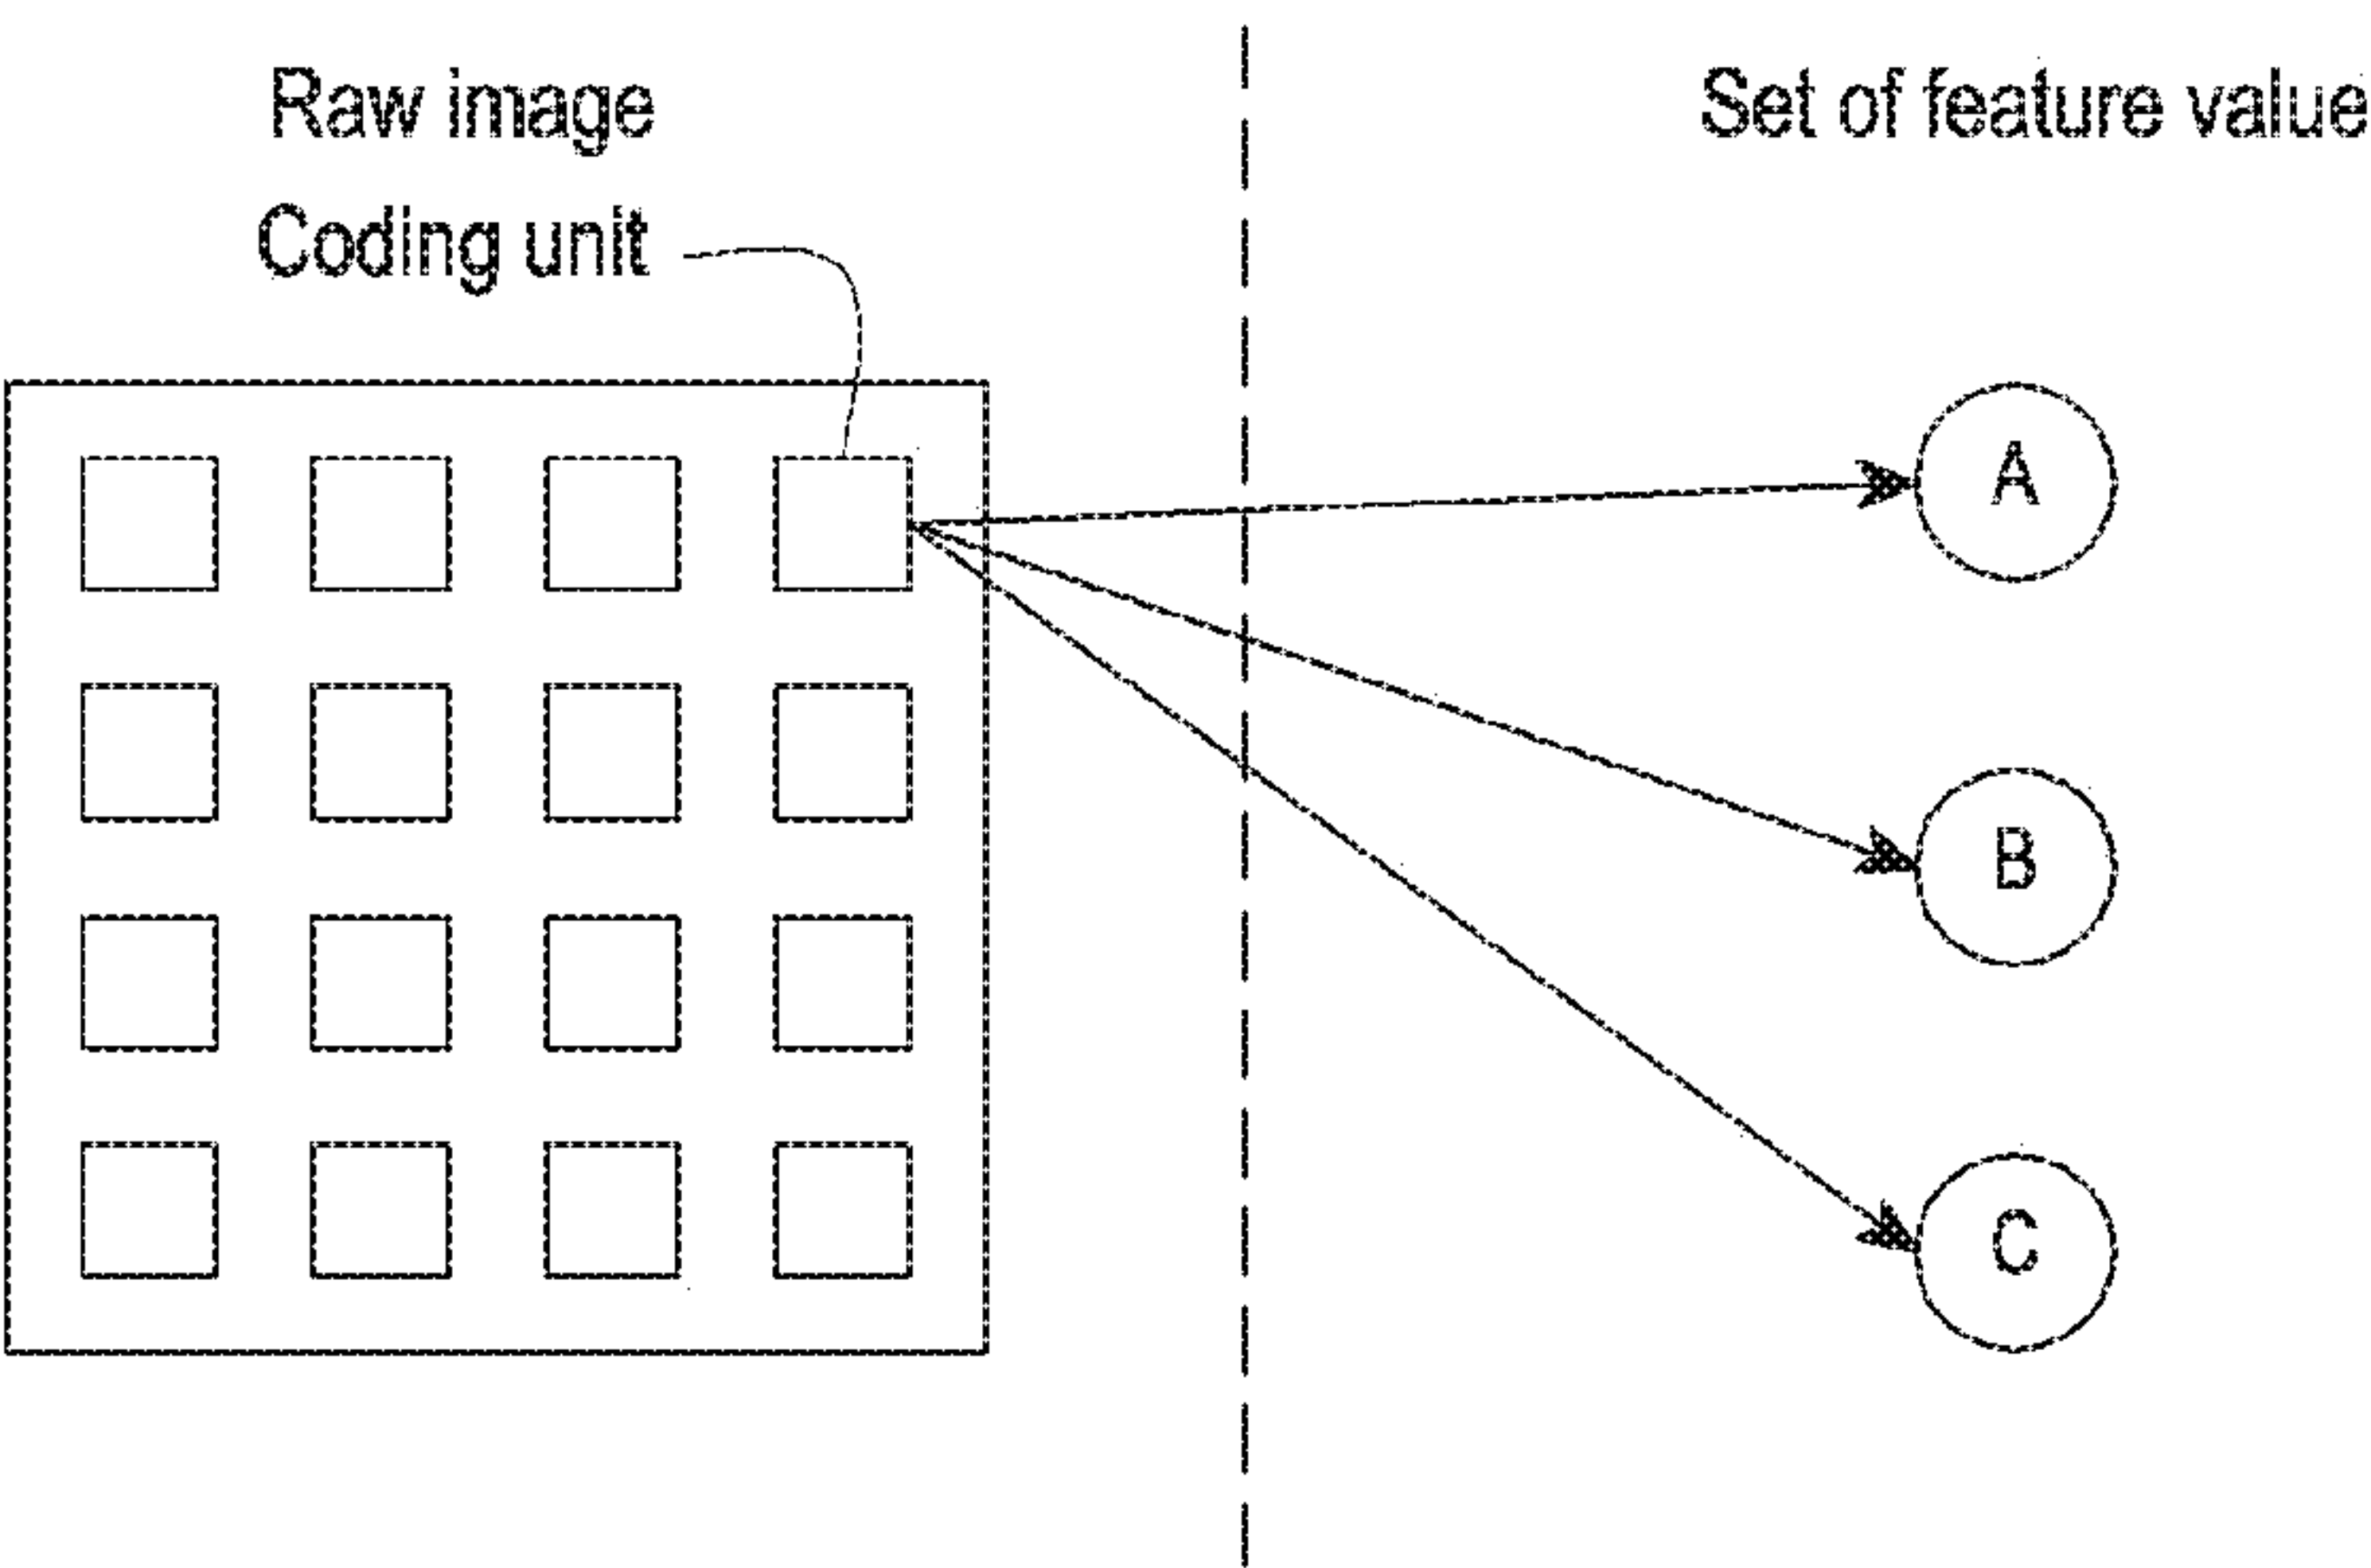 Raw image
Coding unit
Set of feature value
A
B
C